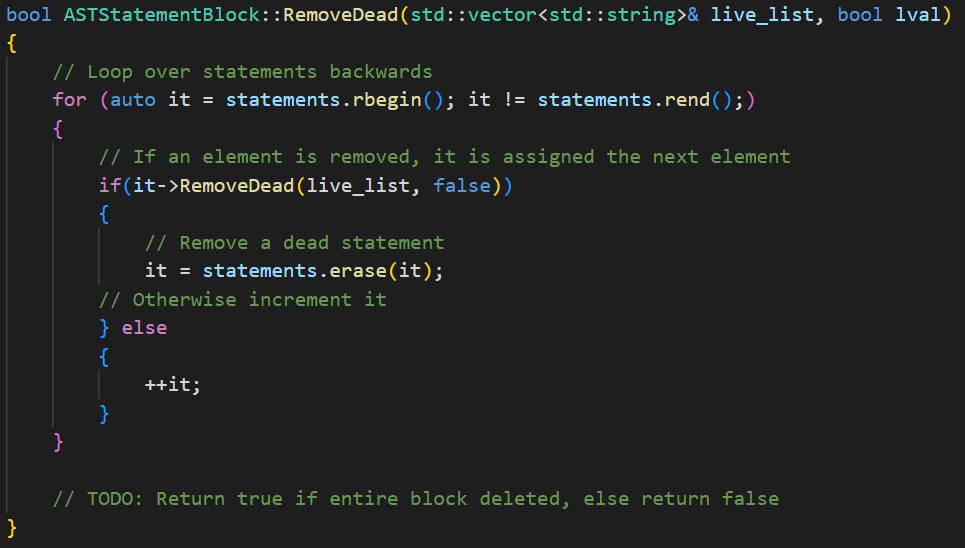 bool ASTStatementBlock::RemoveDead(std::vector<std::string>& live_list, bool lval)
{
    // Loop over statements backwards
    for (auto it = statements.rbegin(); it != statements.rend();)
    {
        // If an element is removed, it is assigned the next element
        if(it->RemoveDead(live_list, false))
        {
            // Remove a dead statement
            it = statements.erase(it);
        // Otherwise increment it
        } else
        {
            ++it;
        }
    }

    // TODO: Return true if entire block deleted, else return false
}